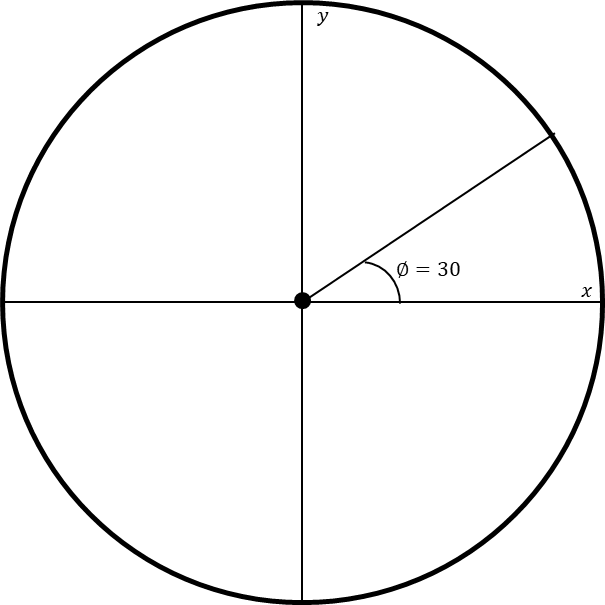 y
∅ = 30
x